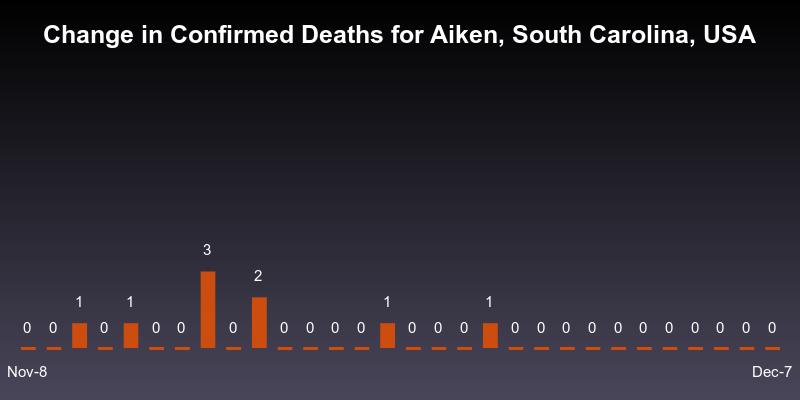 Change in Confirmed Deaths for Aiken, South Carolina, USA
3
2
1 1 1 1
0 0 0 0 0 0 0 0 0 0 0 0 0 0 0 0 0 0 0 0 0 0 0 0
Nov-8 Dec-7